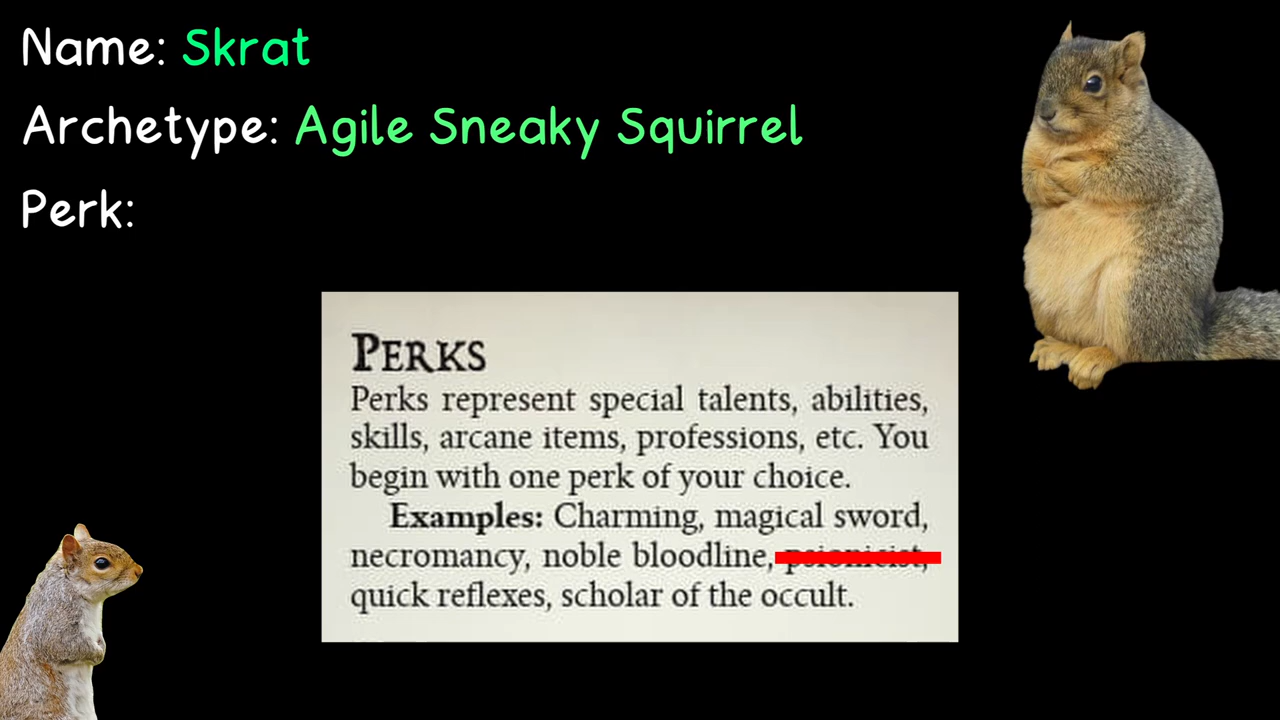 Name: Skrat
Archetype: Agile Sneaky Squirrel
Perk:
PERKS
Perks represent special talents, abilities,
skills, arcane items, professions, etc. You
begin with one perk of your choice.
Examples: Charming, magical sword,
necromancy, noble bloodline, psionicist,
quick reflexes, scholar of the occult.